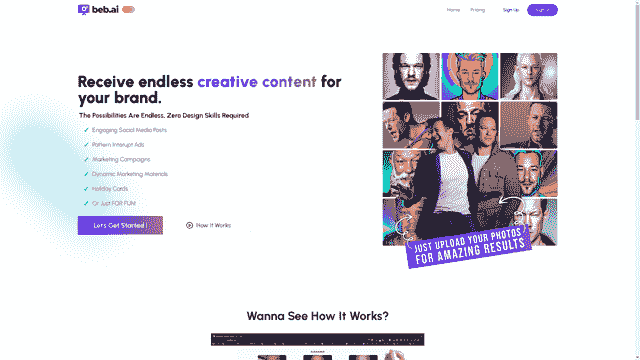 beb.ai
Home
Pricing
Sign Up
Receive endless creative content for
your brand.
The Possibilities Are Endless, Zero Design Skills Required
✓ Engaging Social Media Posts
✓ Pattern Interrupt Ads
✓ Marketing Campaigns
✓ Dynamic Marketing Materials
✓ Holiday Cards
✓ Or Just FOR FUN!
Let's Get Started!
How It Works
JUST UPLOAD YOUR PHOTOS
FOR AMAZING RESULTS
Wanna See How It Works?